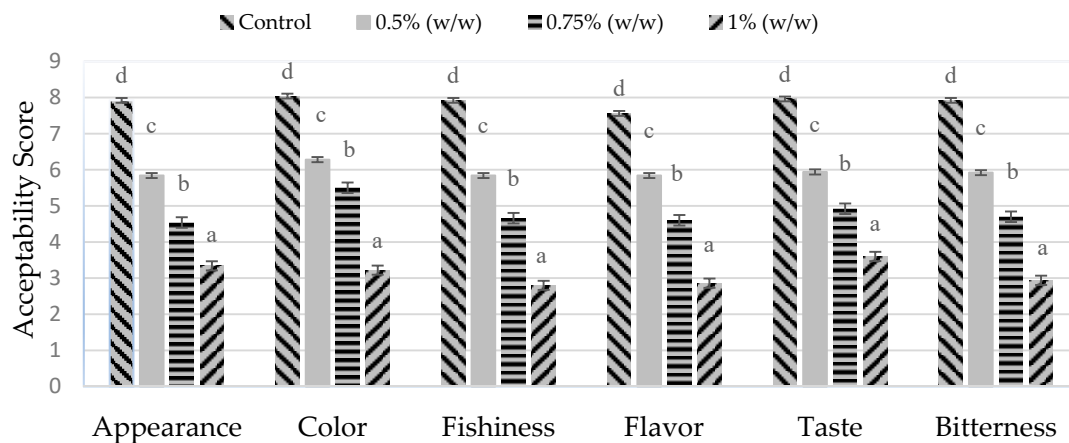 Control 0.5% (w/w) 0.75% (w/w) 1% (w/w)
Acceptability Score
9
8
7
6
5
4
3
2
1
0
d c b a
d c b a
d c b a
d c b a
d c b a
d c b a
Appearance Color Fishiness Flavor Taste Bitterness